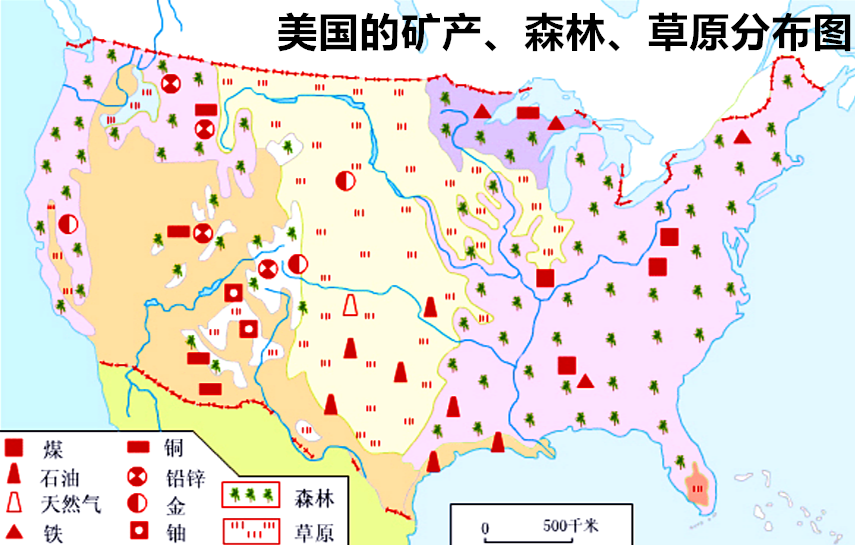 美国的矿产、森林、草原分布图
煤
铜
石油
铅锌
天然气
金
森林
铁
铀
草原
0
500千米